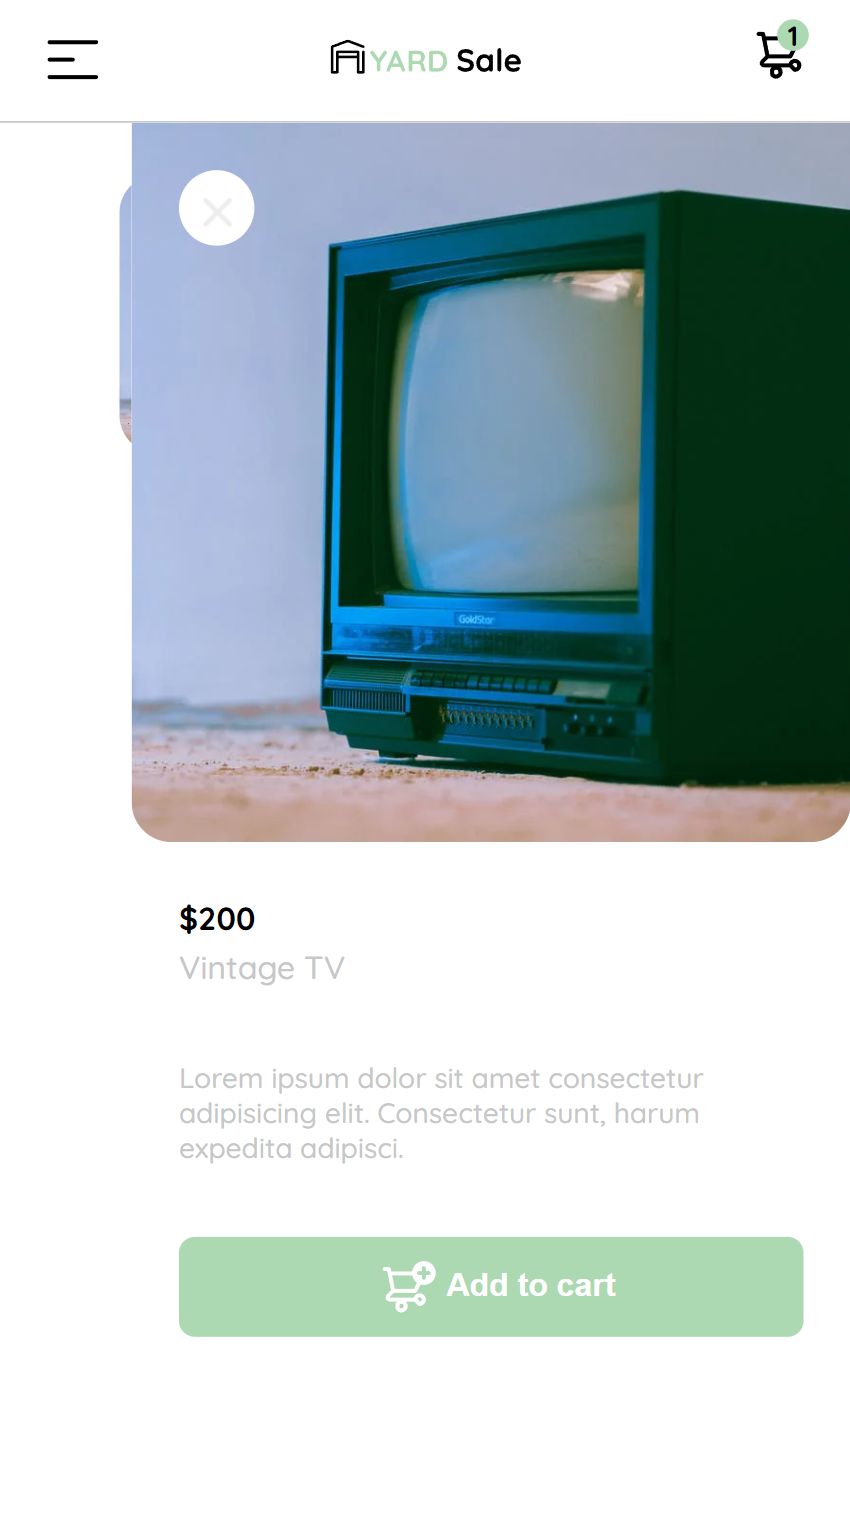 YARD Sale
1
GoldStar
$200
Vintage TV
Lorem ipsum dolor sit amet consectetur
adipisicing elit. Consectetur sunt, harum
expedita adipisci.
Add to cart